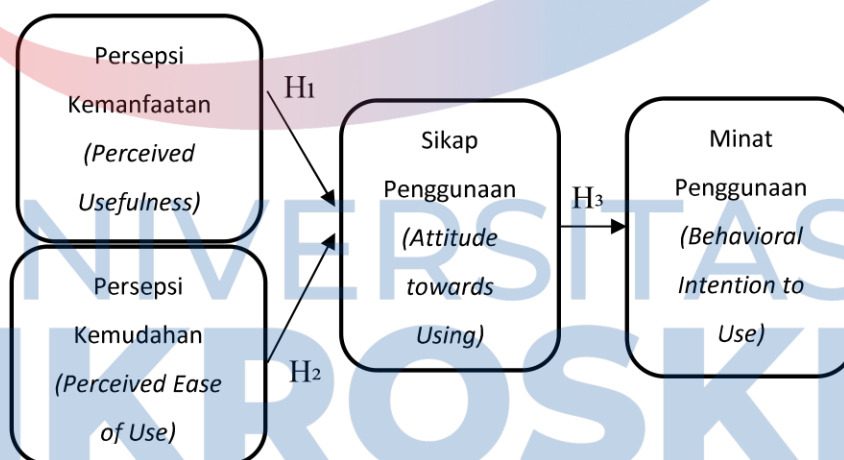 Persepsi
Kemanfaatan
(Perceived
Usefulness)
H1
Persepsi
Kemudahan
(Perceived Ease
of Use)
H2
Sikap
Penggunaan
(Attitude
towards
Using)
H3
Minat
Penggunaan
(Behavioral
Intention to
Use)
NIVERSITAS
IKROSKI